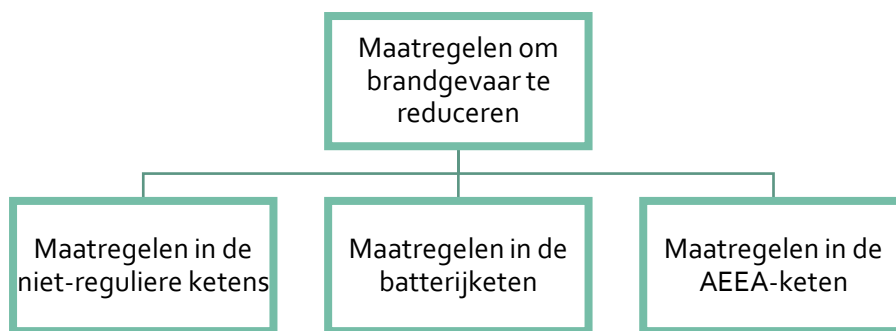 Maatregelen om
brandgevaar te
reduceren
Maatregelen in de
niet-reguliere ketens
Maatregelen in de
batterijketen
Maatregelen in de
AEEA-keten